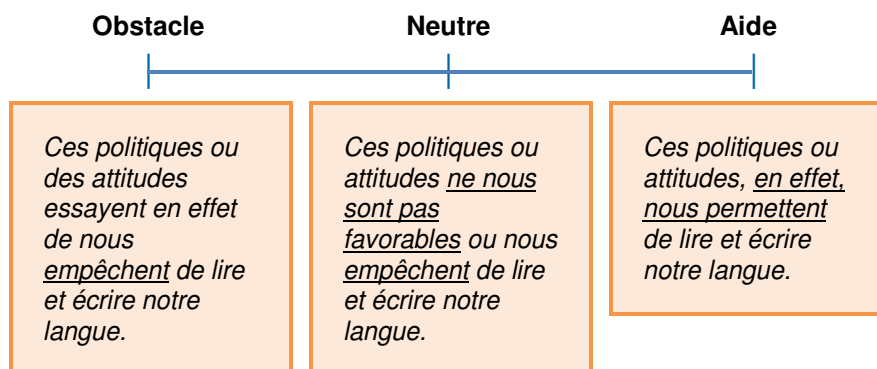 Obstacle
Neutre
Aide
Ces politiques ou
des attitudes
essayent en effet
de nous
empêchent de lire
et écrire notre
langue.
Ces politiques ou
attitudes ne nous
sont pas
favorables ou nous
empêchent de lire
et écrire notre
langue.
Ces politiques ou
attitudes, en effet,
nous permettent
de lire et écrire
notre langue.